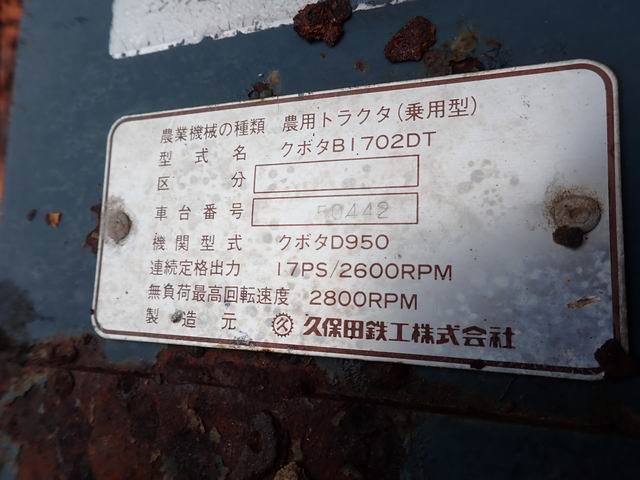 農業機械の種類 農用トラクタ(乗用型)
型式名 クボタB1702DT
区分
車台番号 50442
機関型式 クボタD950
連続定格出力 17PS/2600RPM
無負荷最高回転速度 2800RPM
製造元 久保田鉄工株式会社